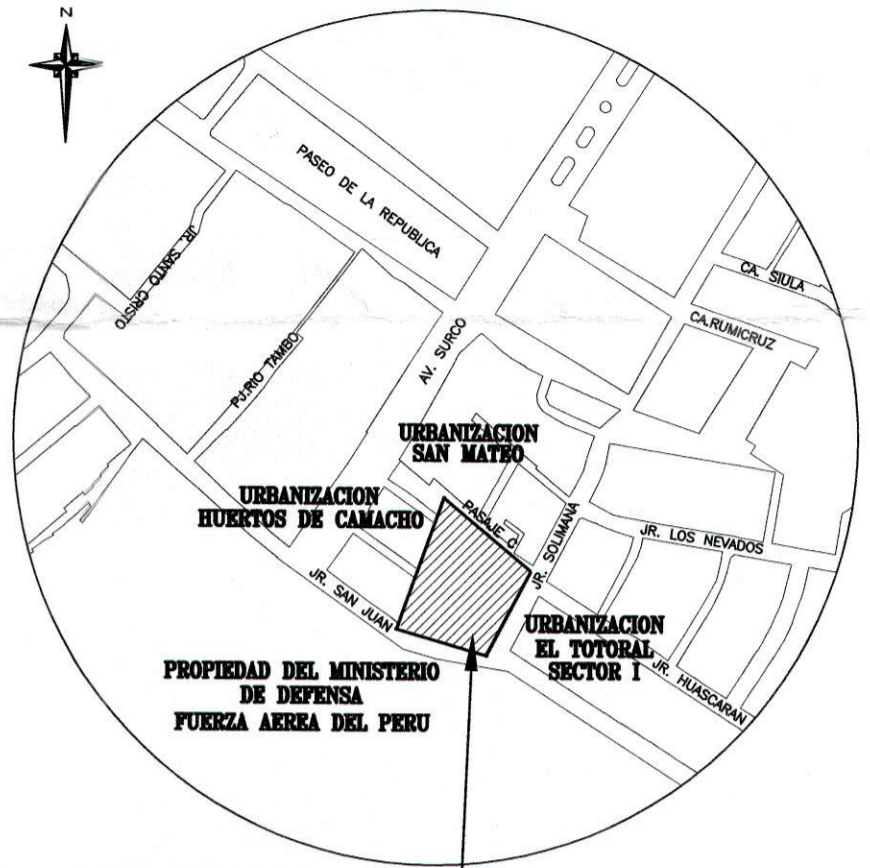 N
PASEO DE LA REPUBLICA
JR. SANTO CRISTO
CA. SIULA
CA.RUMICRUZ
PJ.RIO TAMBO
AV. SURCO
URBANIZACION
SAN MATEO
URBANIZACION
HUERTOS DE CAMACHO
PASAJE C
JR. SOLIMANA
JR. LOS NEVADOS
JR. SAN JUAN
URBANIZACION
EL TOTORAL
SECTOR I
JR. HUASCARAN
PROPIEDAD DEL MINISTERIO
DE DEFENSA
FUERZA AEREA DEL PERU